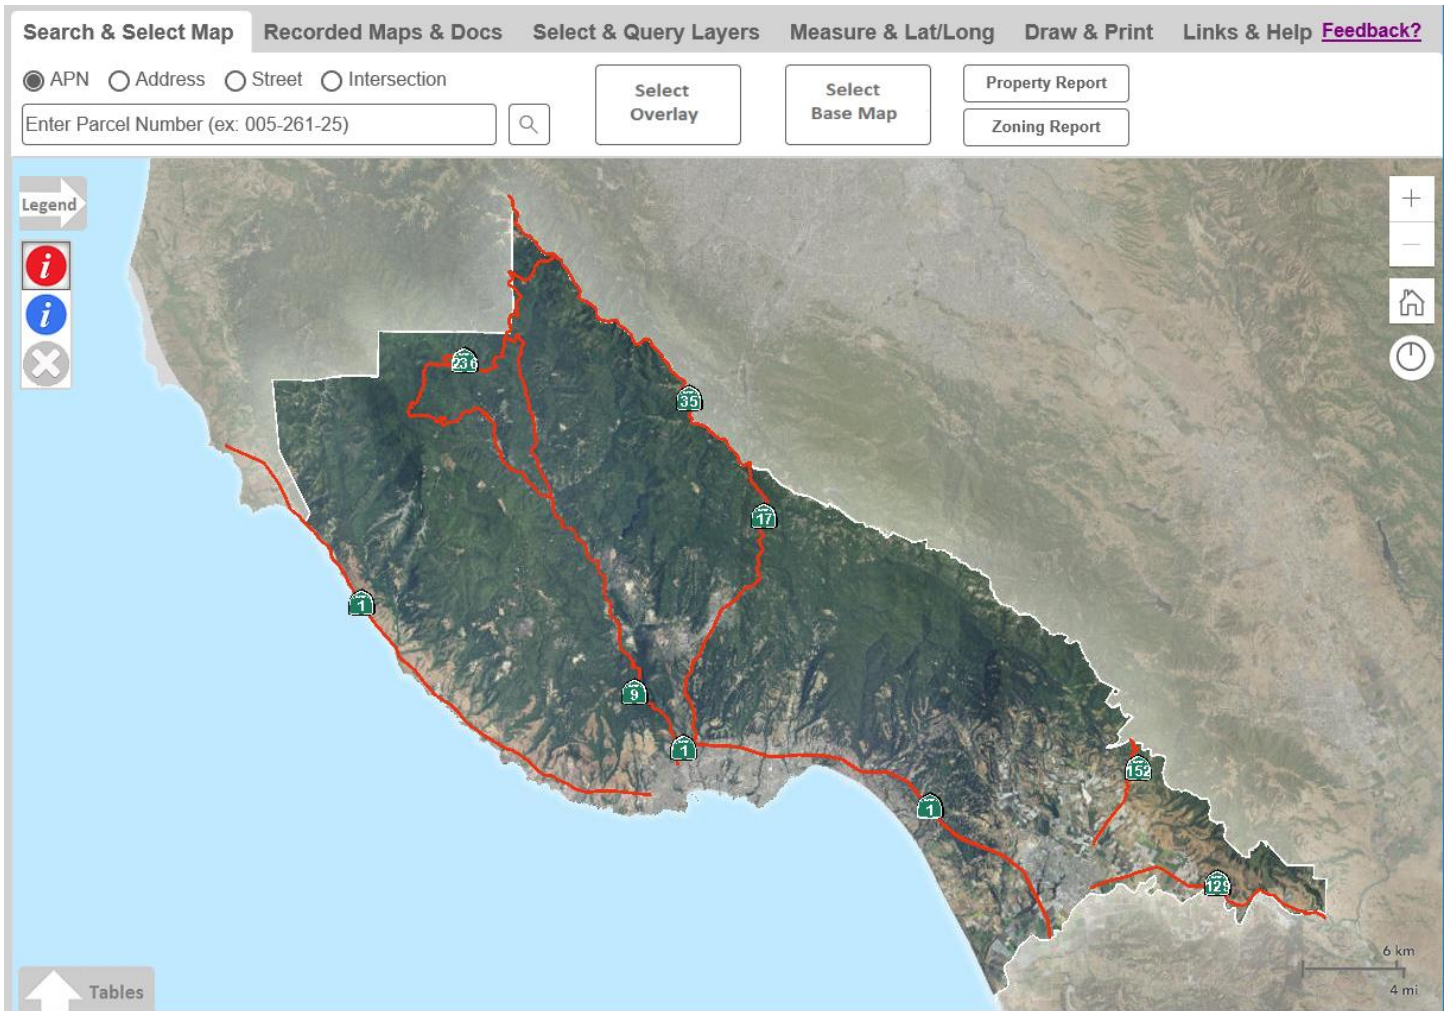 Search & Select Map Recorded Maps & Docs Select & Query Layers Measure & Lat/Long Draw & Print Links & Help Feedback?
APN Address Street Intersection
Enter Parcel Number (ex: 005-261-25)
Select
Overlay
Select
Base Map
Property Report
Zoning Report
Legend
i
i
236
35
17
1
9
1
1
152
129
6 km
4 mi
Tables